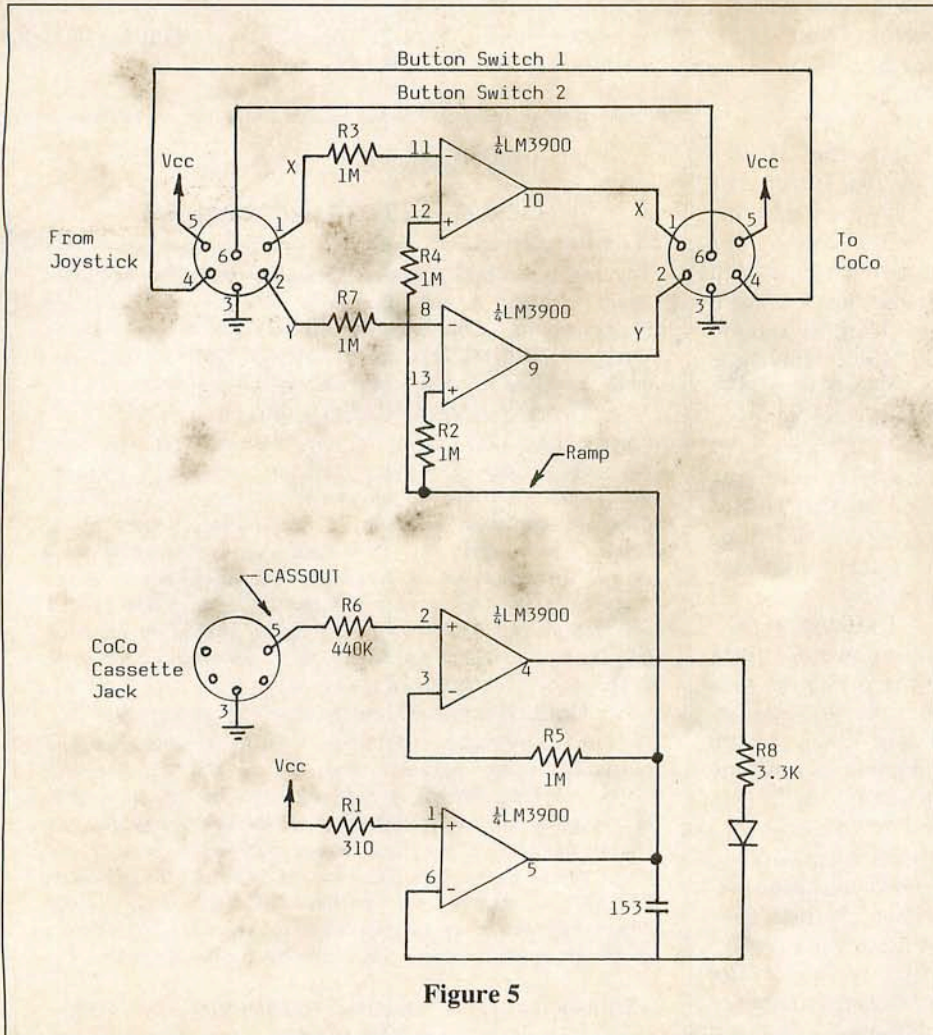 Button Switch 1
Button Switch 2
Vcc
5
4
6
3
1
2
From
Joystick
X
R3
1M
11
-
¼LM3900
12
+
10
R4
1M
Y
R7
1M
8
-
¼LM3900
13
+
9
R2
1M
X
Y
1
2
6
3
5
4
Vcc
To
CoCo
Ramp
CASSOUT
CoCo
Cassette
Jack
5
3
R6
440K
2
+
¼LM3900
3
-
4
R5
1M
R8
3.3K
Vcc
R1
310
1
+
¼LM3900
6
-
5
153
Figure 5